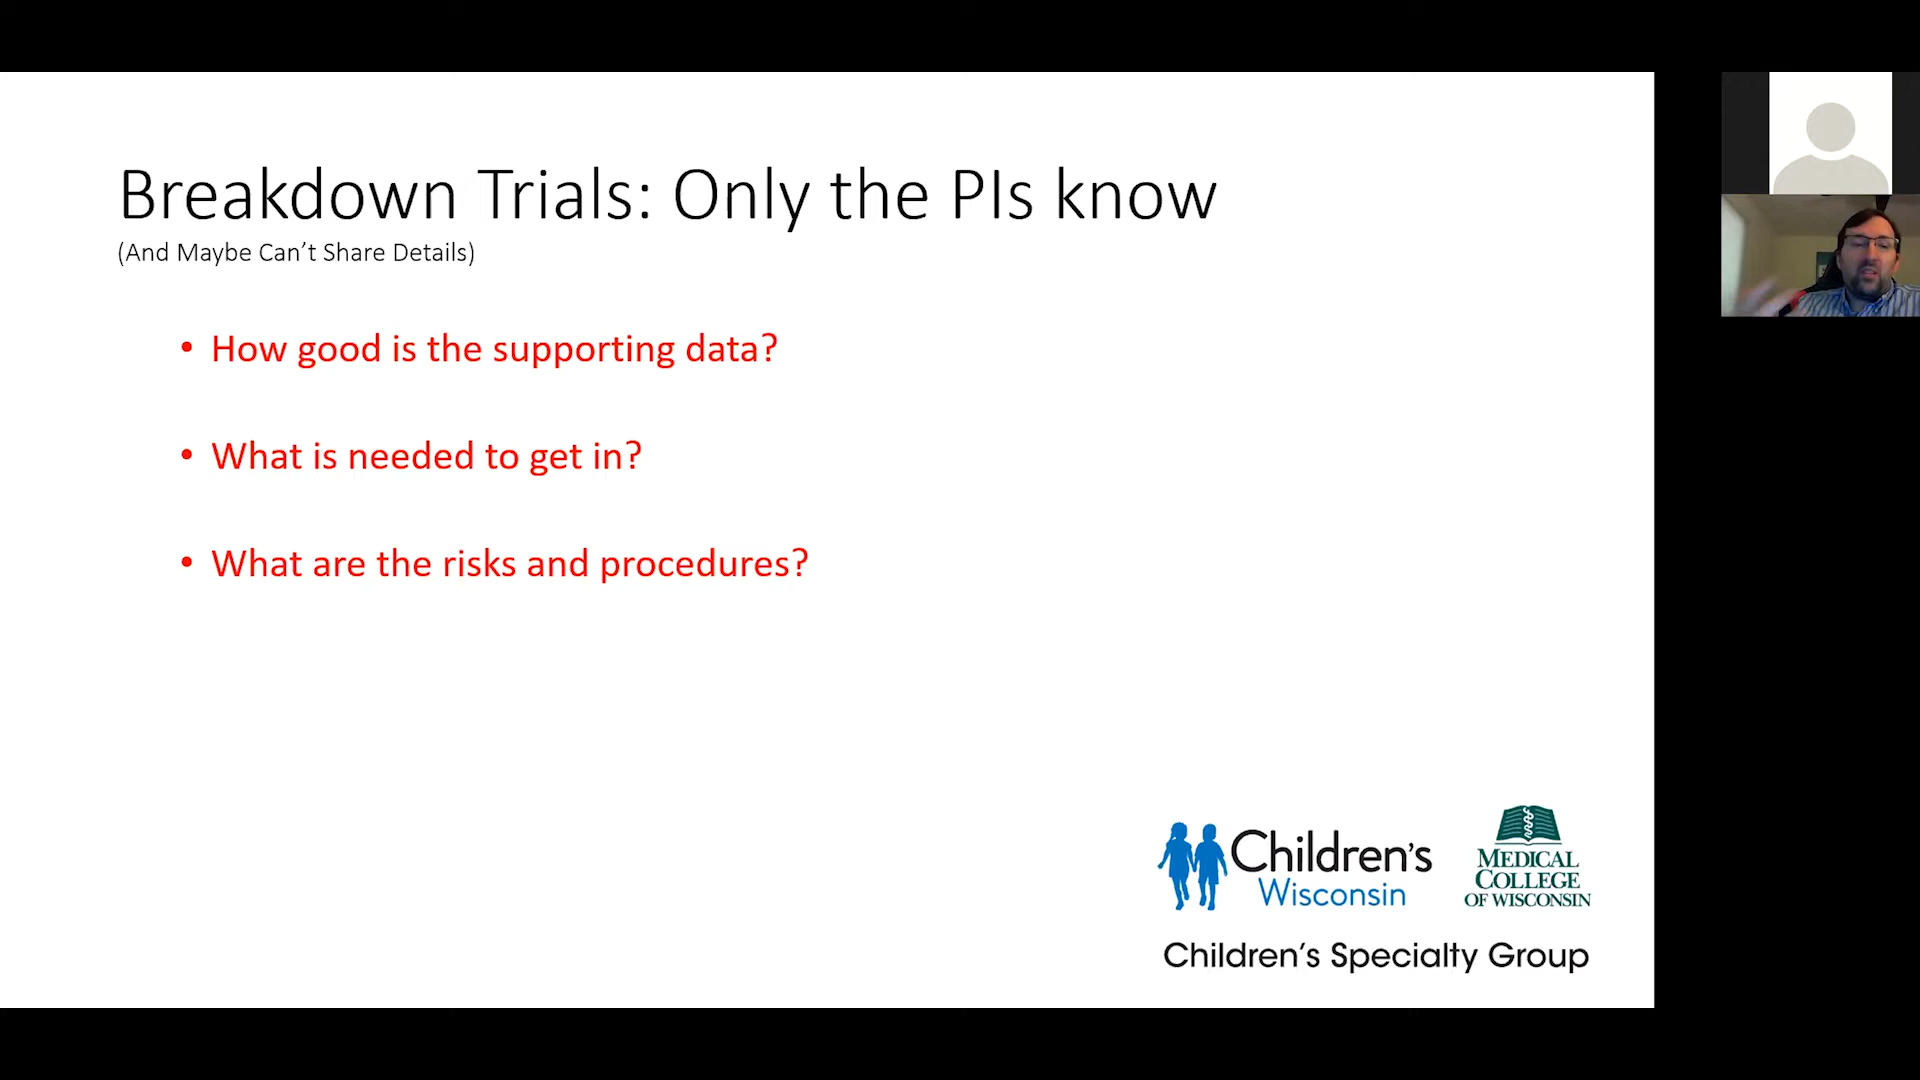 Breakdown Trials: Only the PIs know
(And Maybe Can't Share Details)
• How good is the supporting data?
• What is needed to get in?
• What are the risks and procedures?
Children's
Wisconsin
MEDICAL
COLLEGE
OF WISCONSIN
Children's Specialty Group